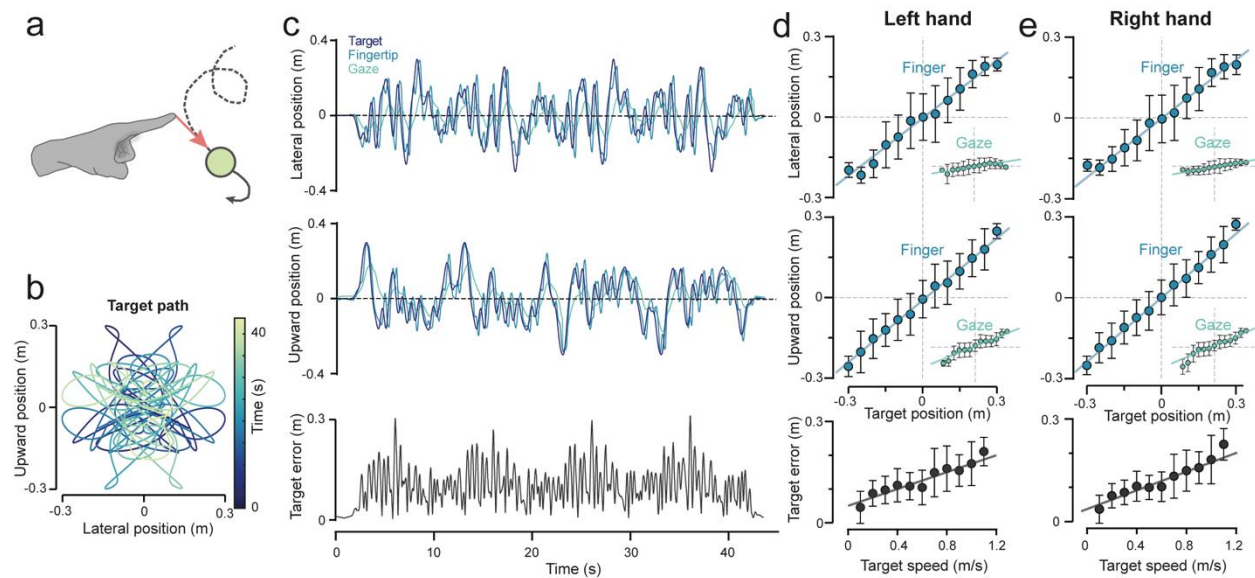 a
b
Target path
0.3
Upward position (m)
0
-0.3
-0.3
0
0.3
Lateral position (m)
40
Time (s)
0
c
Target
Fingertip
Gaze
0.4
Lateral position (m)
0
-0.4
0.4
Upward position (m)
0
-0.4
0.3
Target error (m)
0
0
10
20
30
40
Time (s)
d
Left hand
0.3
Lateral position (m)
0
-0.3
Finger
Gaze
0.3
Upward position (m)
0
-0.3
Finger
Gaze
-0.3
0
0.3
Target position (m)
0.3
Target error (m)
0
0
0.4
0.8
1.2
Target speed (m/s)
e
Right hand
0.3
0
-0.3
Finger
Gaze
0.3
0
-0.3
Finger
Gaze
-0.3
0
0.3
Target position (m)
0.3
0
0
0.4
0.8
1.2
Target speed (m/s)